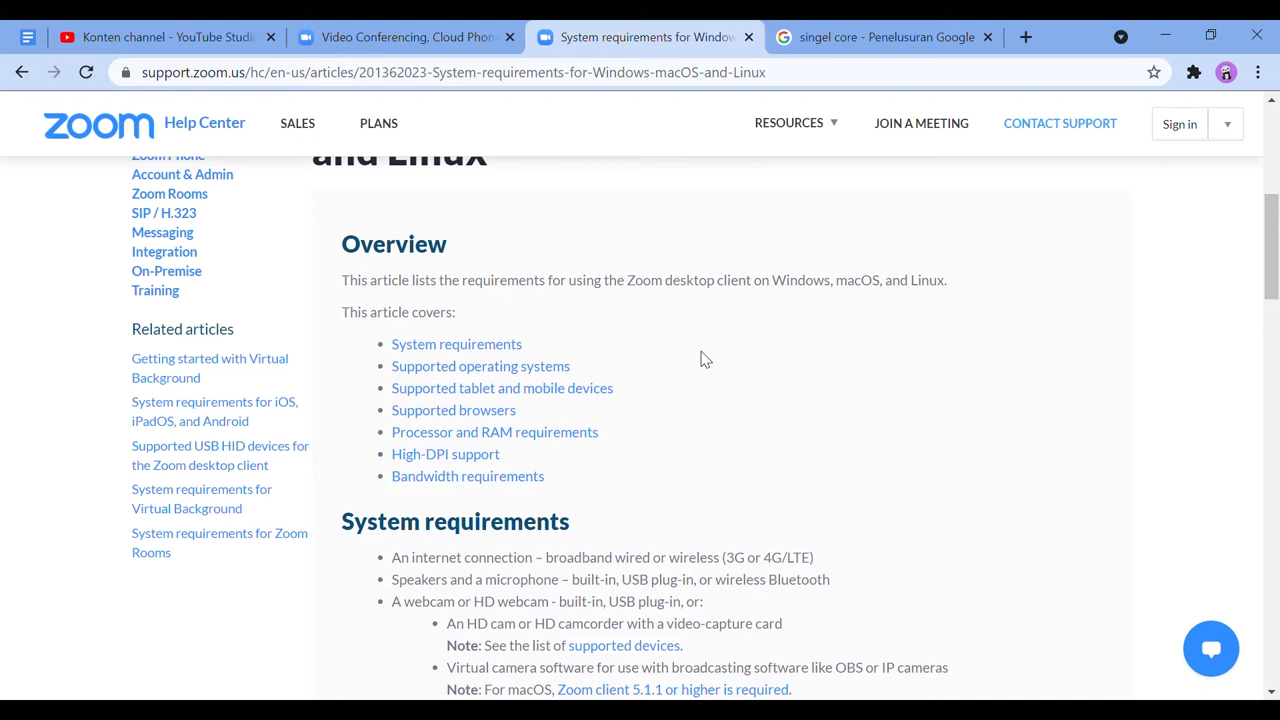 Konten channel - YouTube Studi
Video Conferencing, Cloud Phon
System requirements for Window
singel core - Penelusuran Google
support.zoom.us/hc/en-us/articles/201362023-System-requirements-for-Windows-macOS-and-Linux
zoom Help Center
SALES
PLANS
RESOURCES
JOIN A MEETING
CONTACT SUPPORT
Sign in
Zoom Phone
Account & Admin
Zoom Rooms
SIP / H.323
Messaging
Integration
On-Premise
Training
Related articles
Getting started with Virtual
Background
System requirements for iOS,
iPadOS, and Android
Supported USB HID devices for
the Zoom desktop client
System requirements for
Virtual Background
System requirements for Zoom
Rooms
and Linux
Overview
This article lists the requirements for using the Zoom desktop client on Windows, macOS, and Linux.
This article covers:
• System requirements
• Supported operating systems
• Supported tablet and mobile devices
• Supported browsers
• Processor and RAM requirements
• High-DPI support
• Bandwidth requirements
System requirements
• An internet connection – broadband wired or wireless (3G or 4G/LTE)
• Speakers and a microphone – built-in, USB plug-in, or wireless Bluetooth
• A webcam or HD webcam - built-in, USB plug-in, or:
• An HD cam or HD camcorder with a video-capture card
Note: See the list of supported devices.
• Virtual camera software for use with broadcasting software like OBS or IP cameras
Note: For macOS, Zoom client 5.1.1 or higher is required.